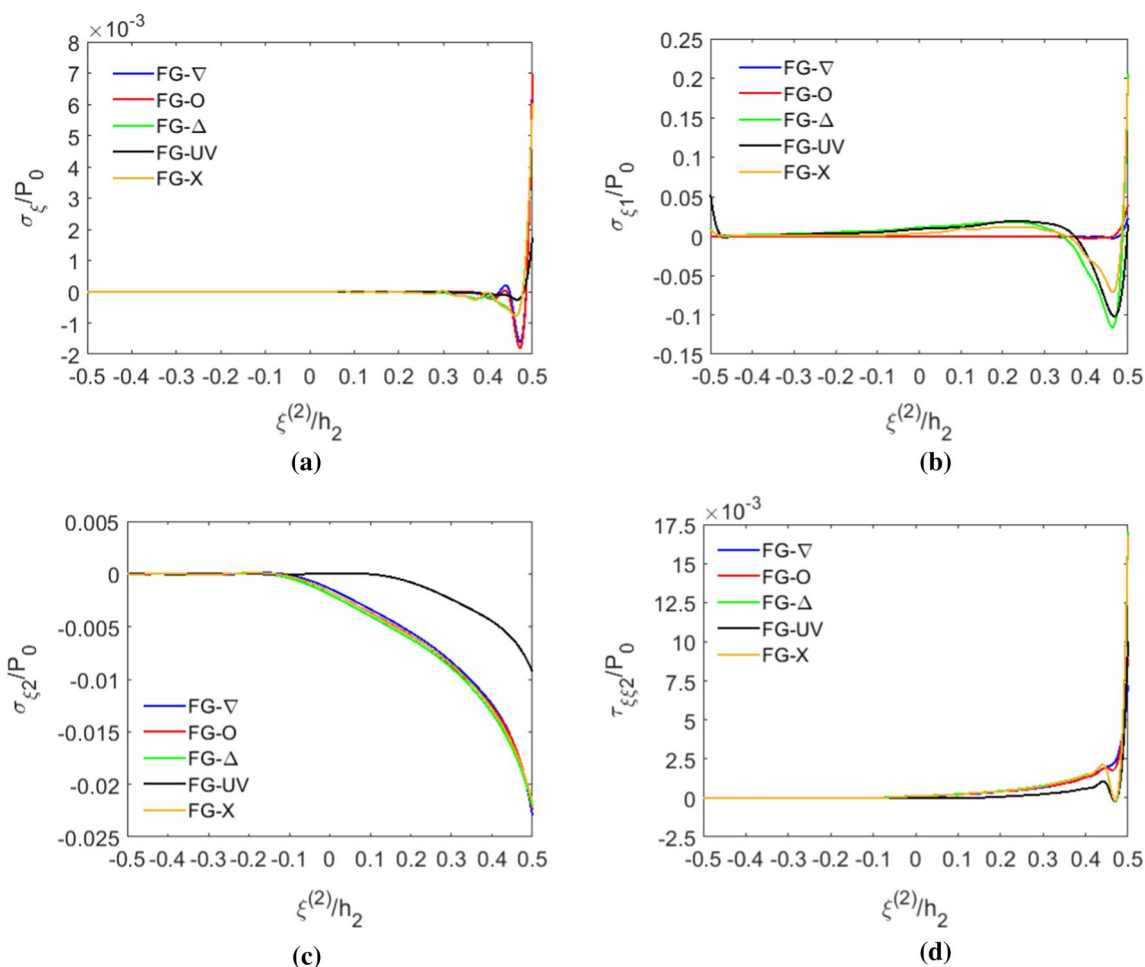 ×10⁻³
8
7
6
5
4
3
2
1
0
-1
-2
σξ/P₀
FG-∇
FG-O
FG-Δ
FG-UV
FG-X
-0.5 -0.4 -0.3 -0.2 -0.1 0 0.1 0.2 0.3 0.4 0.5
ξ⁽²⁾/h₂
(a)
0.25
0.2
0.15
0.1
0.05
0
-0.05
-0.1
-0.15
σξ1/P₀
FG-∇
FG-O
FG-Δ
FG-UV
FG-X
-0.5 -0.4 -0.3 -0.2 -0.1 0 0.1 0.2 0.3 0.4 0.5
ξ⁽²⁾/h₂
(b)
0.005
0
-0.005
-0.01
-0.015
-0.02
-0.025
σξ2/P₀
FG-∇
FG-O
FG-Δ
FG-UV
FG-X
-0.5 -0.4 -0.3 -0.2 -0.1 0 0.1 0.2 0.3 0.4 0.5
ξ⁽²⁾/h₂
(c)
×10⁻³
17.5
15
12.5
10
7.5
5
2.5
0
-2.5
τξξ2/P₀
FG-∇
FG-O
FG-Δ
FG-UV
FG-X
-0.5 -0.4 -0.3 -0.2 -0.1 0 0.1 0.2 0.3 0.4 0.5
ξ⁽²⁾/h₂
(d)